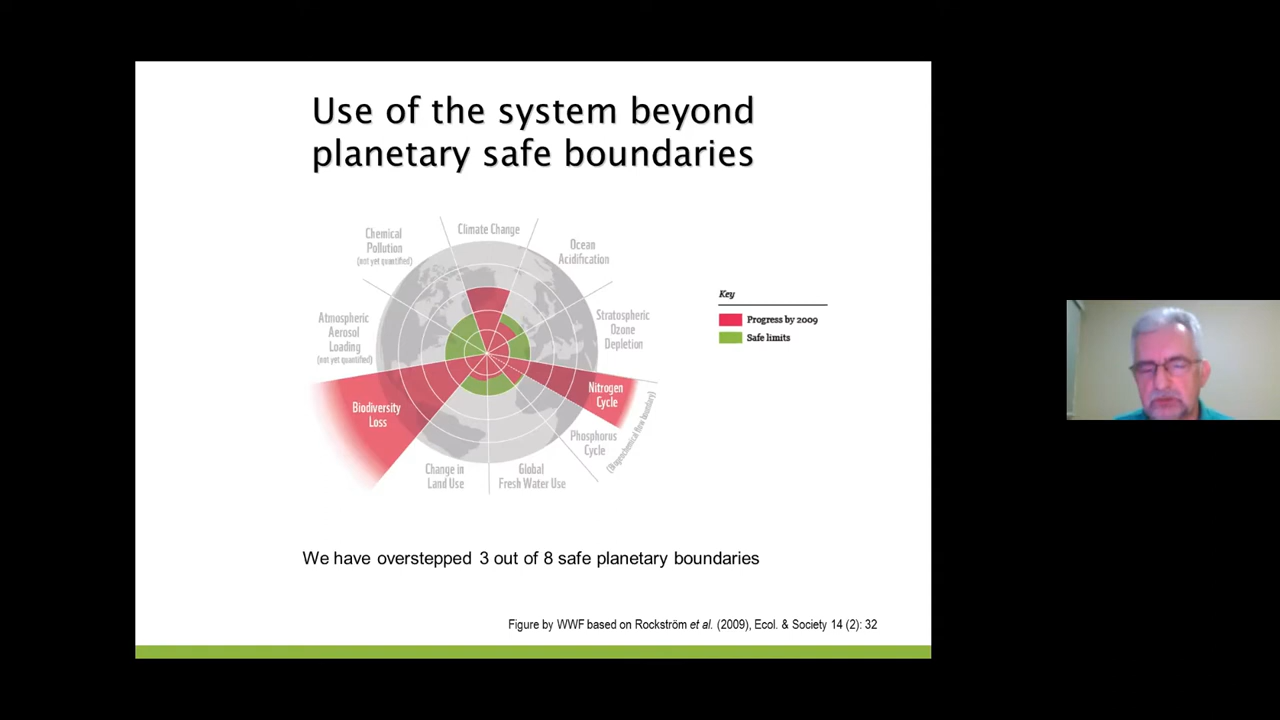 Use of the system beyond
planetary safe boundaries
Climate Change
Chemical
Pollution
(not yet quantified)
Ocean
Acidification
Atmospheric
Aerosol
Loading
(not yet quantified)
Stratospheric
Ozone
Depletion
Biodiversity
Loss
Nitrogen
Cycle
Phosphorus
Cycle
(Biogeochemical flow boundary)
Change in
Land Use
Global
Fresh Water Use
Key
Progress by 2009
Safe limits
We have overstepped 3 out of 8 safe planetary boundaries
Figure by WWF based on Rockström et al. (2009), Ecol. & Society 14 (2): 32